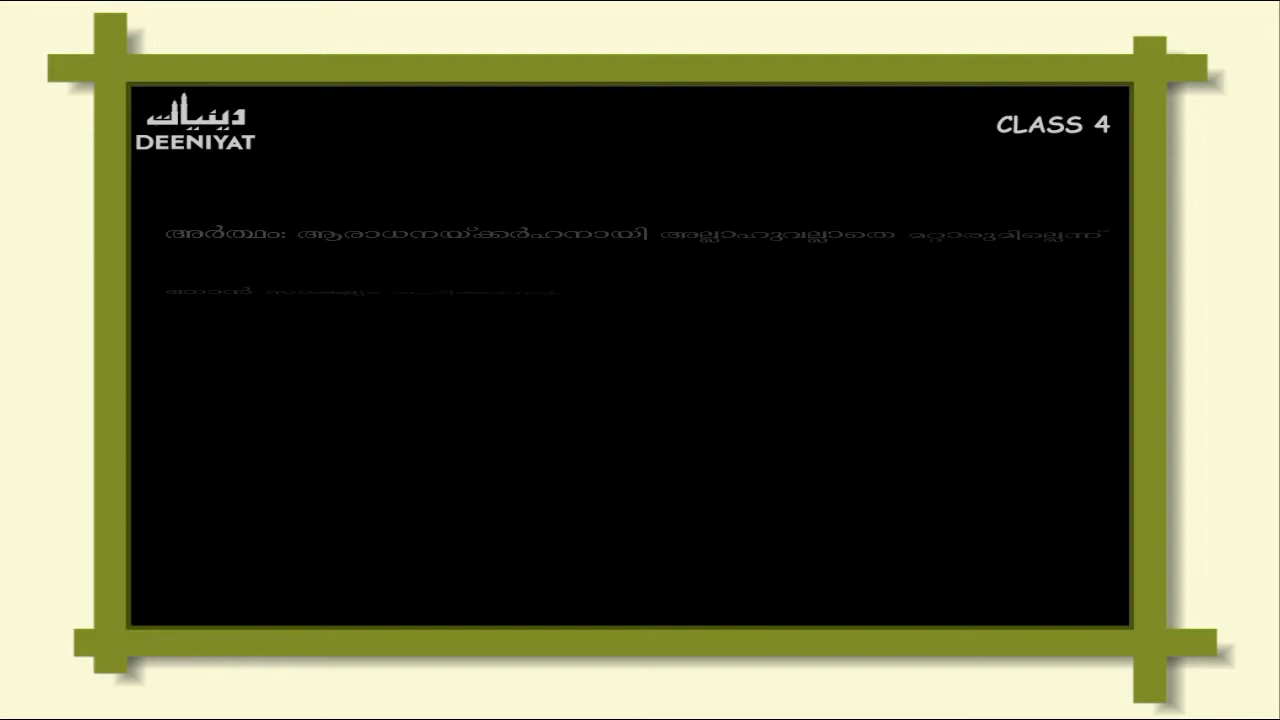 دينيات
DEENIYAT
CLASS 4
അർത്ഥം: ആരാധനയ്ക്കർഹനായി അല്ലാഹുവല്ലാതെ മറ്റാരുമില്ലെന്ന്
ഞാൻ സാക്ഷ്യം